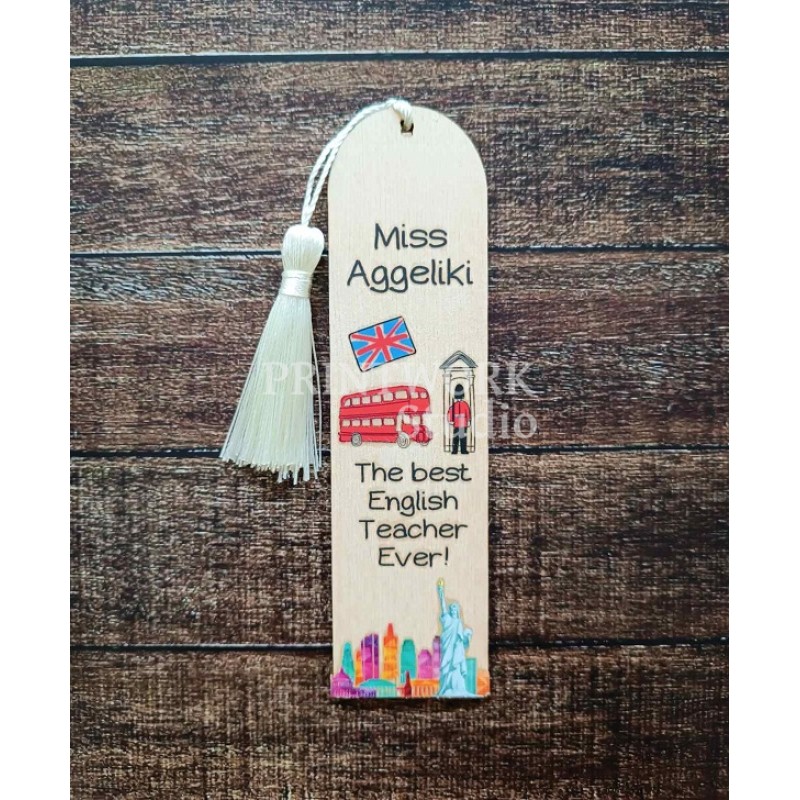 Miss
Aggeliki
PRINTWORK
Studio
The best
English
Teacher
Ever!